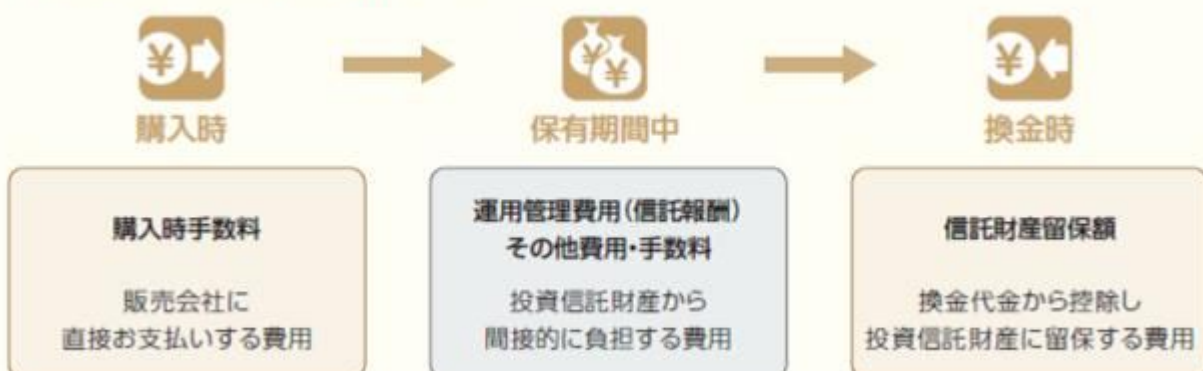 購入時
保有期間中
換金時
購入時手数料
販売会社に
直接お支払いする費用
運用管理費用(信託報酬)
その他費用・手数料
投資信託財産から
間接的に負担する費用
信託財産留保額
換金代金から控除し
投資信託財産に留保する費用